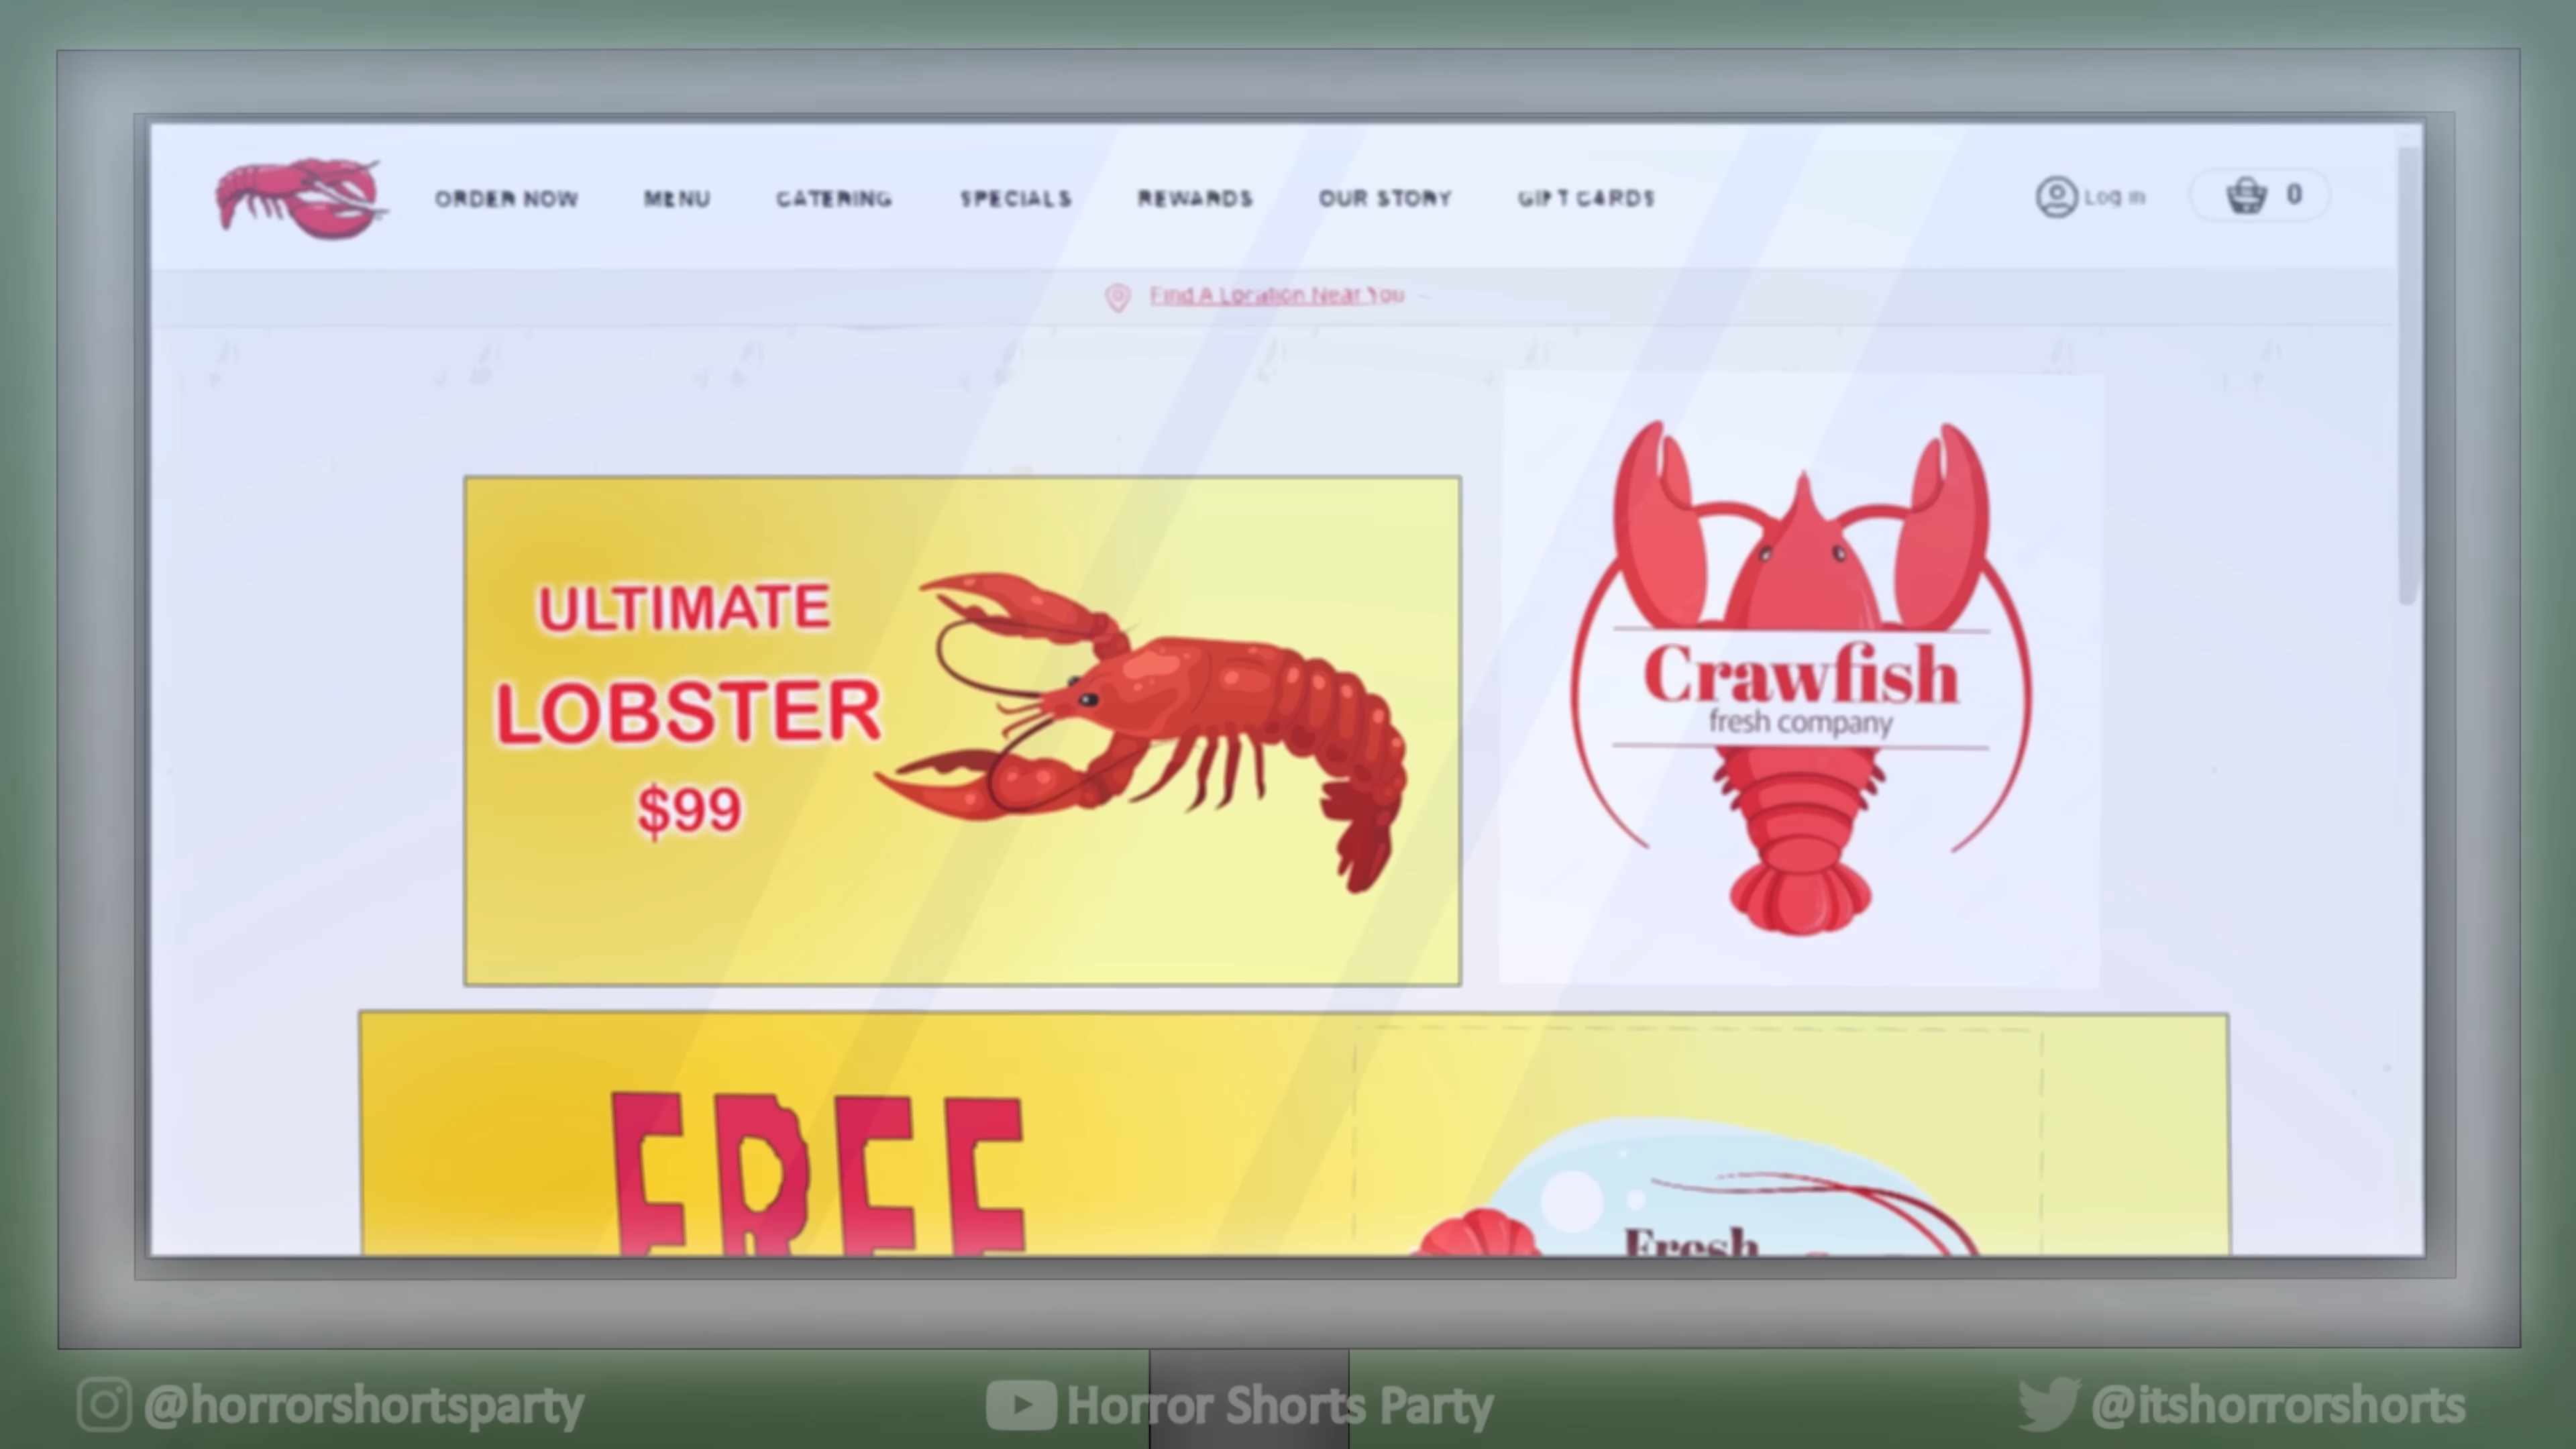 ORDER NOW MENU CATERING SPECIALS REWARDS OUR STORY GIFT CARDS Log in 0
Find A Location Near You
ULTIMATE
LOBSTER
$99
Crawfish
fresh company
FREE
Fresh
@horrorshortsparty Horror Shorts Party @itshorrorshorts